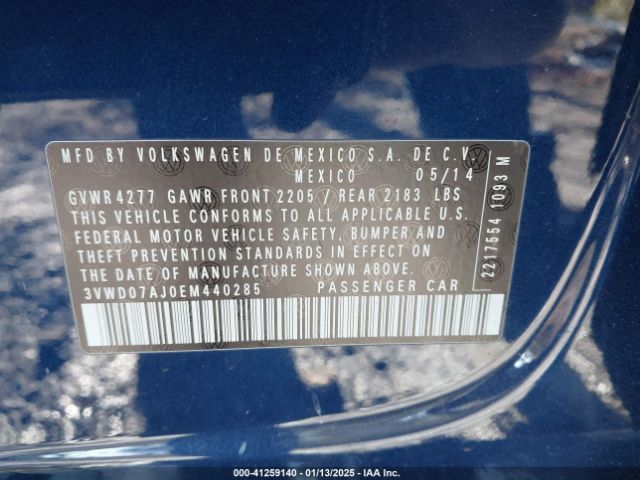 MFD BY VOLKSWAGEN DE MEXICO S.A. DE C.V.
MEXICO 05/14
GVWR 4277 GAWR FRONT 2205 / REAR 2183 LBS
THIS VEHICLE CONFORMS TO ALL APPLICABLE U.S.
FEDERAL MOTOR VEHICLE SAFETY, BUMPER AND
THEFT PREVENTION STANDARDS IN EFFECT ON
THE DATE OF MANUFACTURE SHOWN ABOVE.
3VWD07AJ0EM440285 PASSENGER CAR
2217554 1093 M
000-41259140 - 01/13/2025 - IAA Inc.